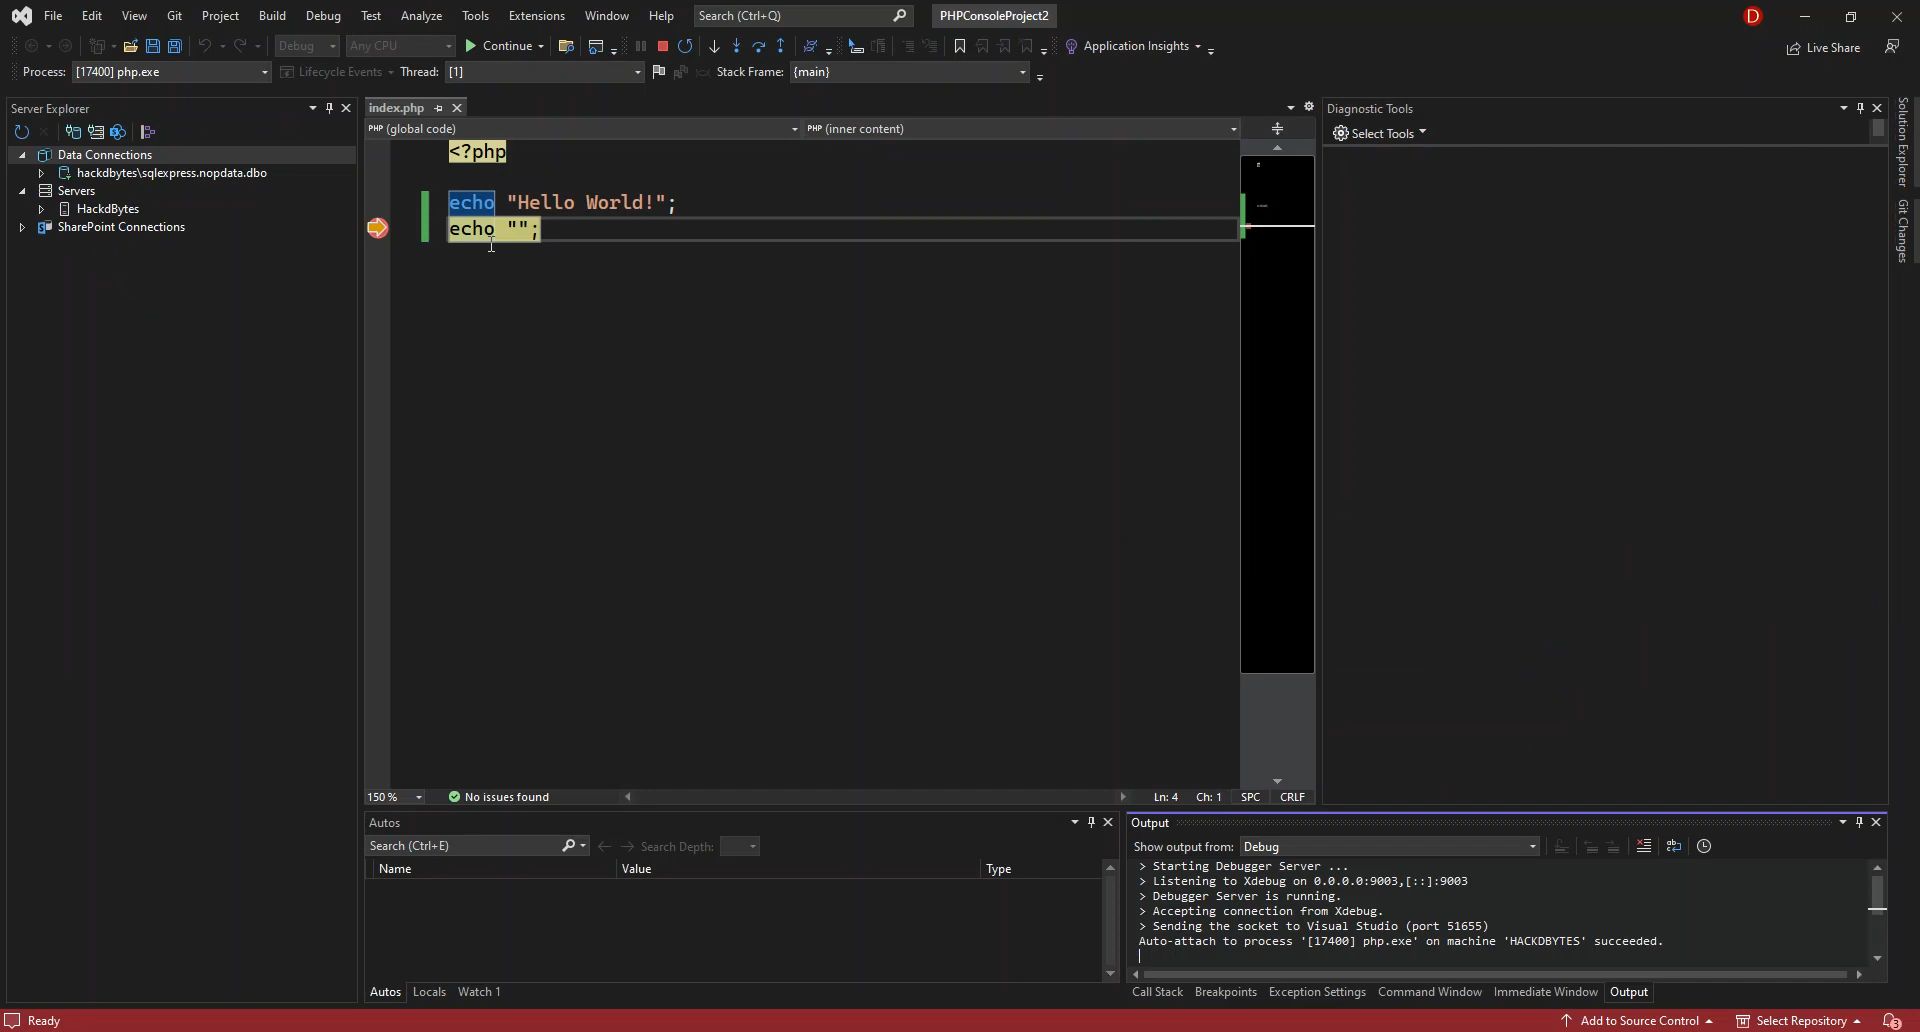 File Edit View Git Project Build Debug Test Analyze Tools Extensions Window Help Search (Ctrl+Q) PHPConsoleProject2 D
Debug Any CPU Continue Application Insights Live Share
Process: [17400] php.exe Lifecycle Events Thread: [1] Stack Frame: {main}
Server Explorer
Data Connections
hackdbytes\sqlexpress.nopdata.dbo
Servers
HackdBytes
SharePoint Connections
index.php
PHP (global code) PHP (inner content)
<?php
echo "Hello World!";
echo "";
150 % No issues found Ln: 4 Ch: 1 SPC CRLF
Diagnostic Tools
Select Tools
Solution Explorer
Git Changes
Autos
Search (Ctrl+E) Search Depth:
Name Value Type
Autos Locals Watch 1
Output
Show output from: Debug
> Starting Debugger Server ...
> Listening to Xdebug on 0.0.0.0:9003,[::]:9003
> Debugger Server is running.
> Accepting connection from Xdebug.
> Sending the socket to Visual Studio (port 51655)
Auto-attach to process '[17400] php.exe' on machine 'HACKDBYTES' succeeded.
Call Stack Breakpoints Exception Settings Command Window Immediate Window Output
Ready Add to Source Control Select Repository 3